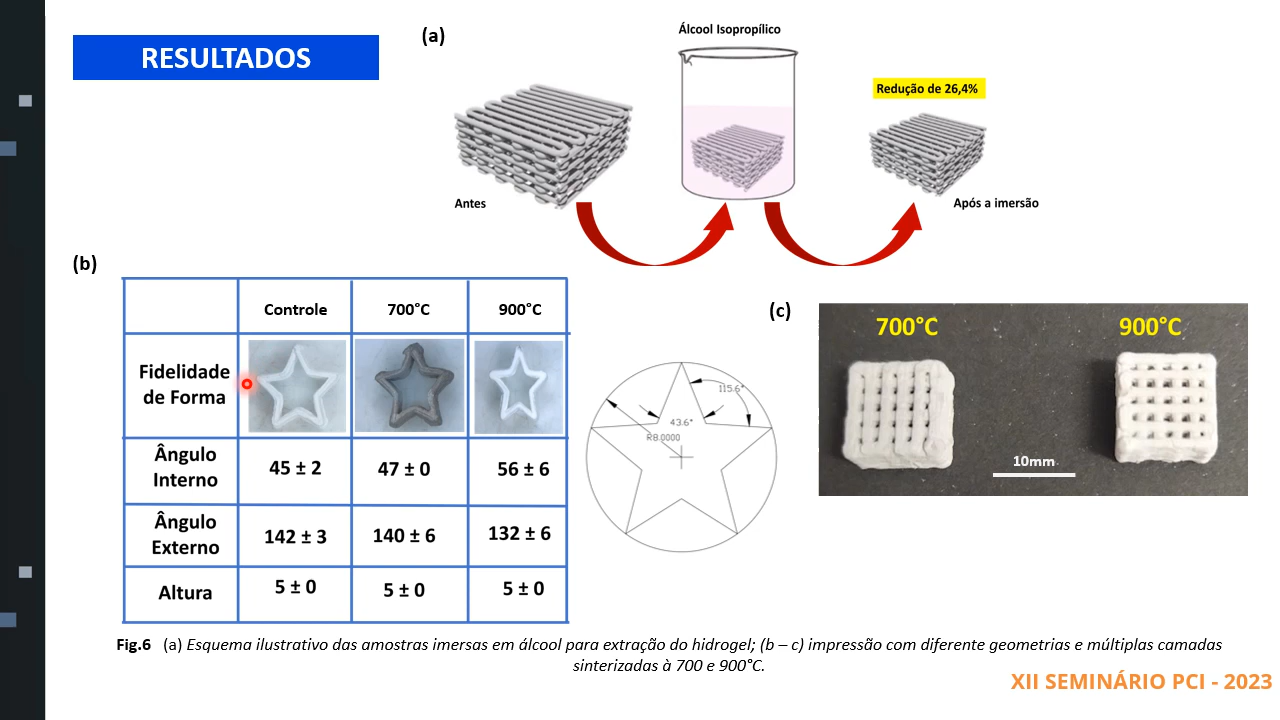 RESULTADOS
(a)
Álcool Isopropílico
Redução de 26,4%
Antes
Após a imersão
(b)
Controle
700°C
900°C
Fidelidade
de Forma
Ângulo
Interno
45 ± 2
47 ± 0
56 ± 6
Ângulo
Externo
142 ± 3
140 ± 6
132 ± 6
Altura
5 ± 0
5 ± 0
5 ± 0
115.6°
43.6°
R8.0000
(c)
700°C
900°C
10mm
Fig.6 (a) Esquema ilustrativo das amostras imersas em álcool para extração do hidrogel; (b – c) impressão com diferente geometrias e múltiplas camadas
sinterizadas à 700 e 900°C.
XII SEMINÁRIO PCI - 2023